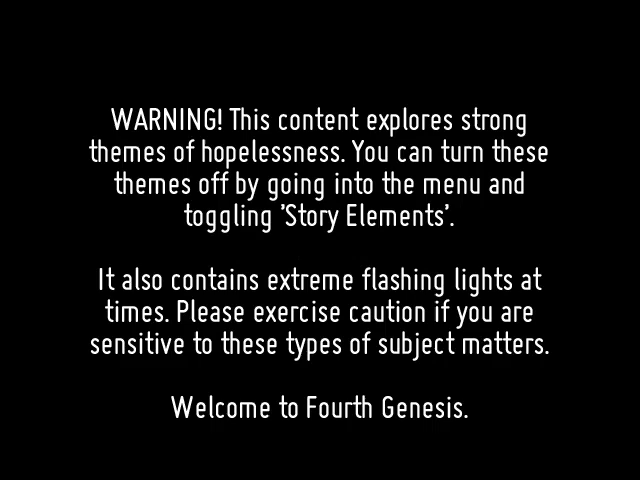 WARNING! This content explores strong
themes of hopelessness. You can turn these
themes off by going into the menu and
toggling 'Story Elements'.
It also contains extreme flashing lights at
times. Please exercise caution if you are
sensitive to these types of subject matters.
Welcome to Fourth Genesis.